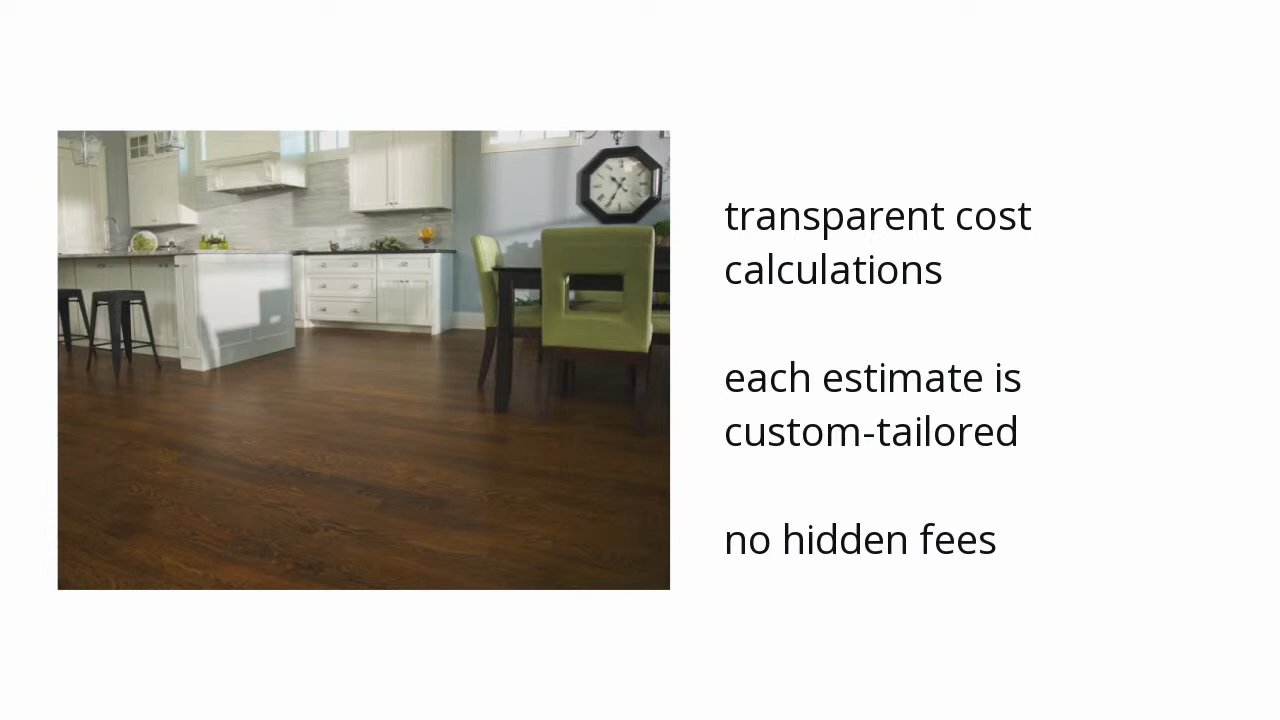 transparent cost
calculations
each estimate is
custom-tailored
no hidden fees